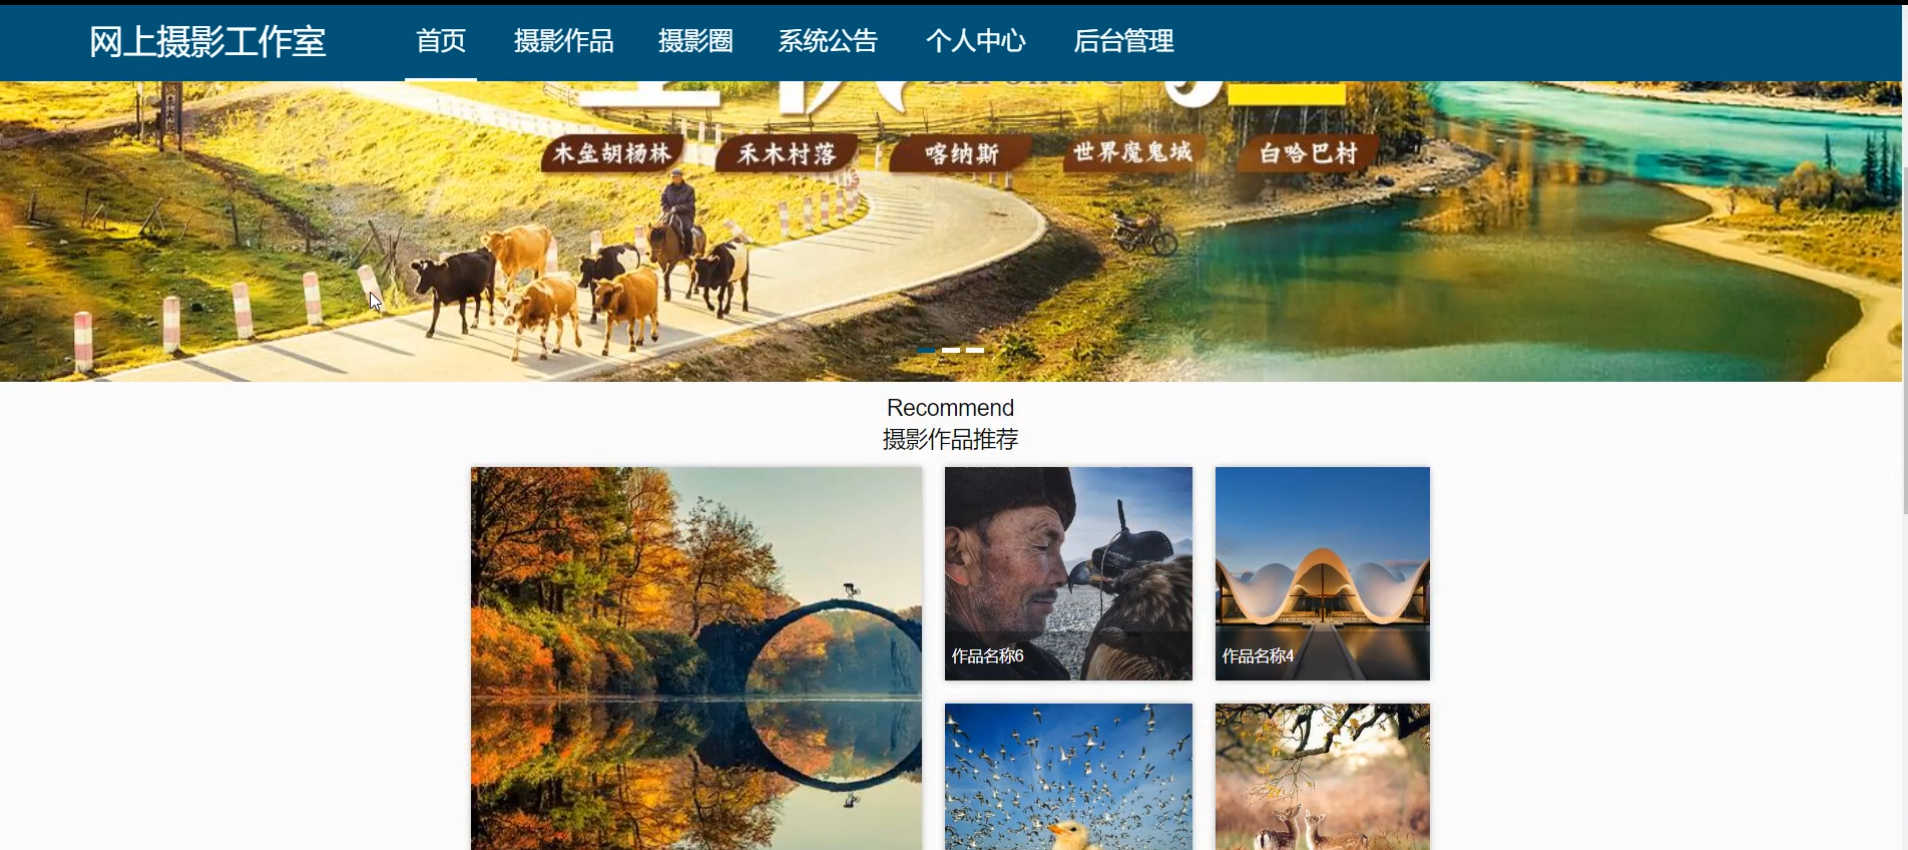 网上摄影工作室 首页 摄影作品 摄影圈 系统公告 个人中心 后台管理
木垒胡杨林 禾木村落 喀纳斯 世界魔鬼城 白哈巴村
Recommend
摄影作品推荐
作品名称6 作品名称4